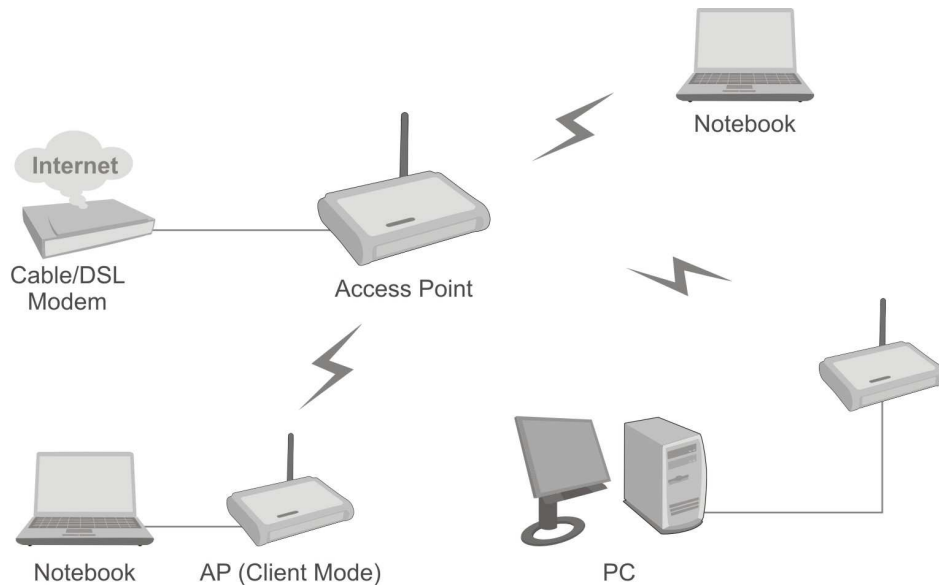 Notebook
Internet
Cable/DSL
Modem
Access Point
Notebook
AP (Client Mode)
PC